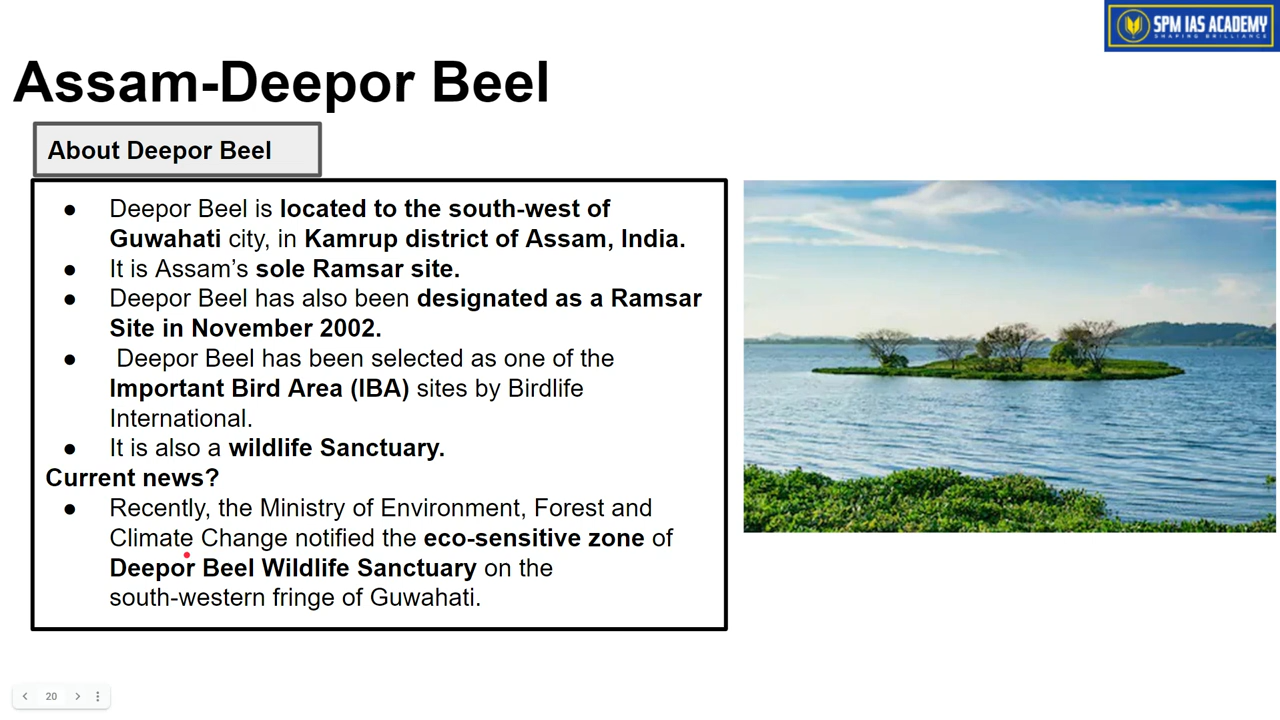 SPM IAS ACADEMY
SHAPING BRILLIANCE
Assam-Deepor Beel
About Deepor Beel
● Deepor Beel is located to the south-west of
Guwahati city, in Kamrup district of Assam, India.
● It is Assam’s sole Ramsar site.
● Deepor Beel has also been designated as a Ramsar
Site in November 2002.
● Deepor Beel has been selected as one of the
Important Bird Area (IBA) sites by Birdlife
International.
● It is also a wildlife Sanctuary.
Current news?
● Recently, the Ministry of Environment, Forest and
Climate Change notified the eco-sensitive zone of
Deepor Beel Wildlife Sanctuary on the
south-western fringe of Guwahati.
20